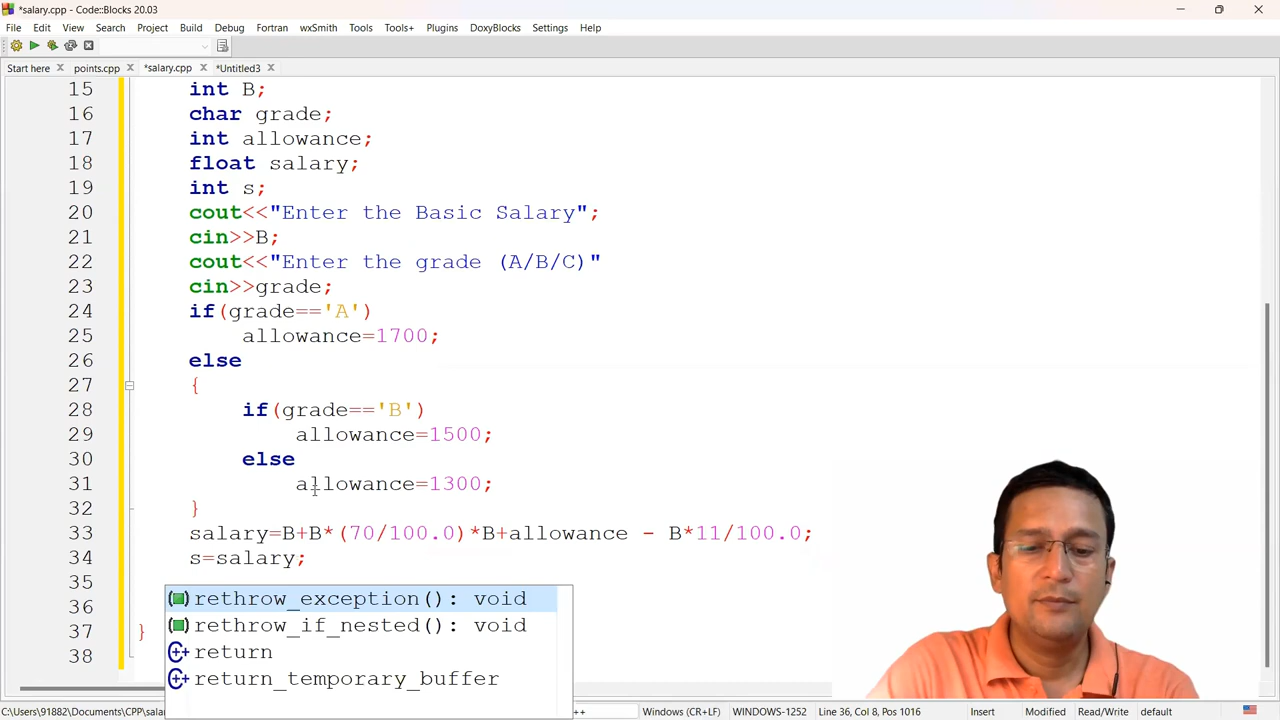 *salary.cpp - Code::Blocks 20.03
File Edit View Search Project Build Debug Fortran wxSmith Tools Tools+ Plugins DoxyBlocks Settings Help
Start here points.cpp *salary.cpp *Untitled3
15 int B;
16 char grade;
17 int allowance;
18 float salary;
19 int s;
20 cout<<"Enter the Basic Salary";
21 cin>>B;
22 cout<<"Enter the grade (A/B/C)"
23 cin>>grade;
24 if(grade=='A')
25 allowance=1700;
26 else
27 {
28 if(grade=='B')
29 allowance=1500;
30 else
31 allowance=1300;
32 }
33 salary=B+B*(70/100.0)*B+allowance - B*11/100.0;
34 s=salary;
35
36 rethrow_exception(): void
rethrow_if_nested(): void
37 }
return
38
return_temporary_buffer
C:\Users\91882\Documents\CPP\sala ++ Windows (CR+LF) WINDOWS-1252 Line 36, Col 8, Pos 1016 Insert Modified Read/Write default